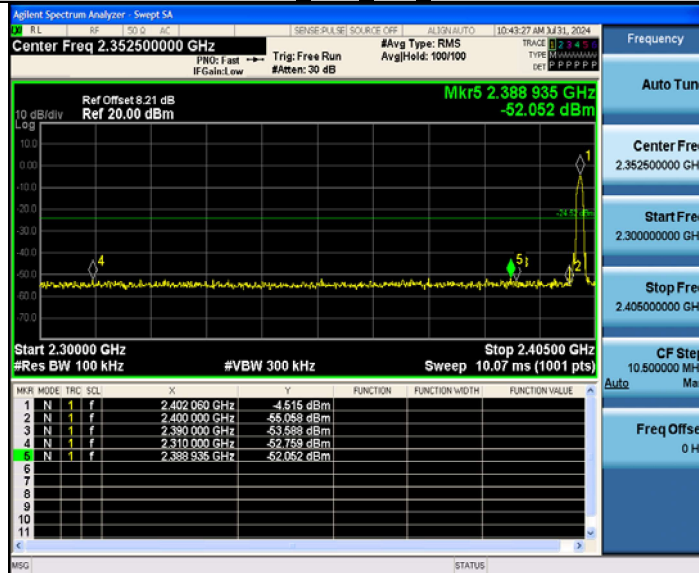 Agilent Spectrum Analyzer - Swept SA
RL RF 50 Ω AC SENSE:PULSE SOURCE OFF ALIGN AUTO 10:43:27 AM Jul 31, 2024
Center Freq 2.352500000 GHz
PNO: Fast
IFGain:Low
Trig: Free Run
#Atten: 30 dB
#Avg Type: RMS
Avg|Hold: 100/100
TRACE 1 2 3 4 5 6
TYPE M
DET P P P P P P
Ref Offset 8.21 dB
Ref 20.00 dBm
10 dB/div
Log
Mkr5 2.388 935 GHz
-52.052 dBm
10.0
0.00
-10.0
-20.0
-30.0
-40.0
-50.0
-60.0
-70.0
1
-24.52 dBm
4
5
2
Start 2.30000 GHz
#Res BW 100 kHz
#VBW 300 kHz
Stop 2.40500 GHz
Sweep 10.07 ms (1001 pts)
MKR MODE TRC SCL X Y FUNCTION FUNCTION WIDTH FUNCTION VALUE
1 N 1 f 2.402 060 GHz -4.515 dBm
2 N 1 f 2.400 000 GHz -55.058 dBm
3 N 1 f 2.390 000 GHz -53.588 dBm
4 N 1 f 2.310 000 GHz -52.759 dBm
5 N 1 f 2.388 935 GHz -52.052 dBm
6
7
8
9
10
11
MSG
STATUS
Frequency
Auto Tun
Center Fre
2.352500000 GH
Start Fre
2.300000000 GH
Stop Fre
2.405000000 GH
CF Step
10.500000 MH
Auto Ma
Freq Offse
0 H